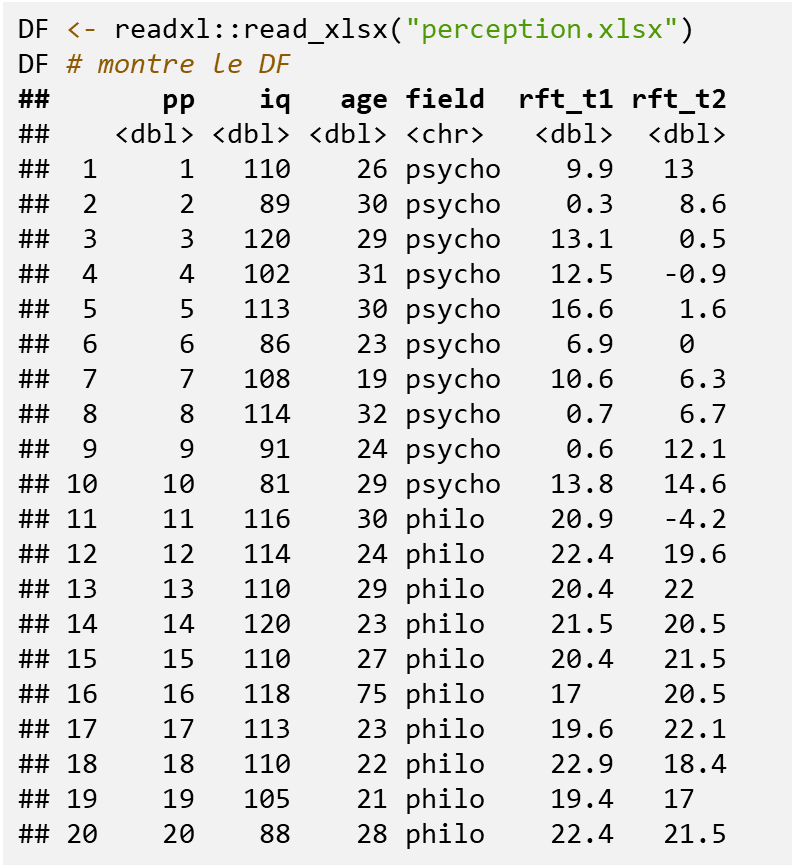 DF <- readxl::read_xlsx("perception.xlsx")
DF # montre le DF
##       pp    iq   age field  rft_t1 rft_t2
##    <dbl> <dbl> <dbl> <chr>   <dbl>  <dbl>
##  1     1   110    26 psycho    9.9   13
##  2     2    89    30 psycho    0.3    8.6
##  3     3   120    29 psycho   13.1    0.5
##  4     4   102    31 psycho   12.5   -0.9
##  5     5   113    30 psycho   16.6    1.6
##  6     6    86    23 psycho    6.9    0
##  7     7   108    19 psycho   10.6    6.3
##  8     8   114    32 psycho    0.7    6.7
##  9     9    91    24 psycho    0.6   12.1
## 10    10    81    29 psycho   13.8   14.6
## 11    11   116    30 philo    20.9   -4.2
## 12    12   114    24 philo    22.4   19.6
## 13    13   110    29 philo    20.4   22
## 14    14   120    23 philo    21.5   20.5
## 15    15   110    27 philo    20.4   21.5
## 16    16   118    75 philo    17     20.5
## 17    17   113    23 philo    19.6   22.1
## 18    18   110    22 philo    22.9   18.4
## 19    19   105    21 philo    19.4   17
## 20    20    88    28 philo    22.4   21.5